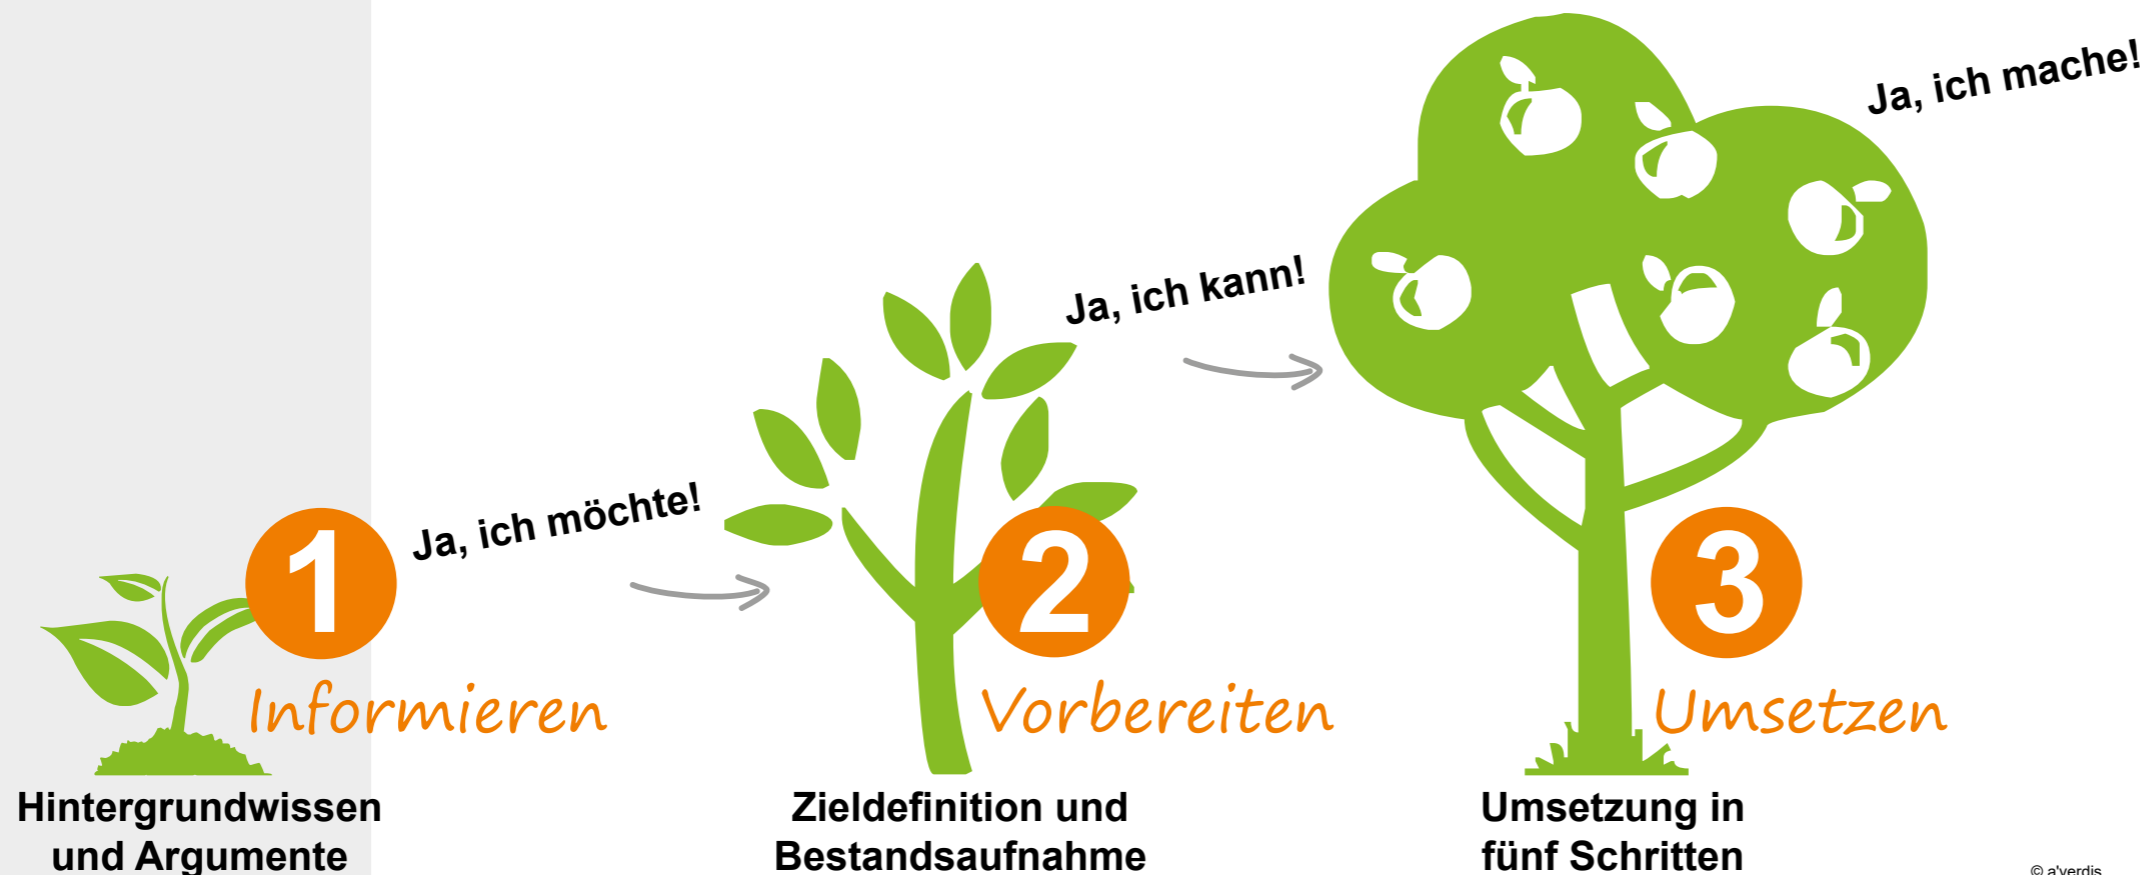 1
Informieren
Hintergrundwissen
und Argumente
Ja, ich möchte!
2
Vorbereiten
Zieldefinition und
Bestandsaufnahme
Ja, ich kann!
3
Umsetzen
Umsetzung in
fünf Schritten
Ja, ich mache!
© a'verdis